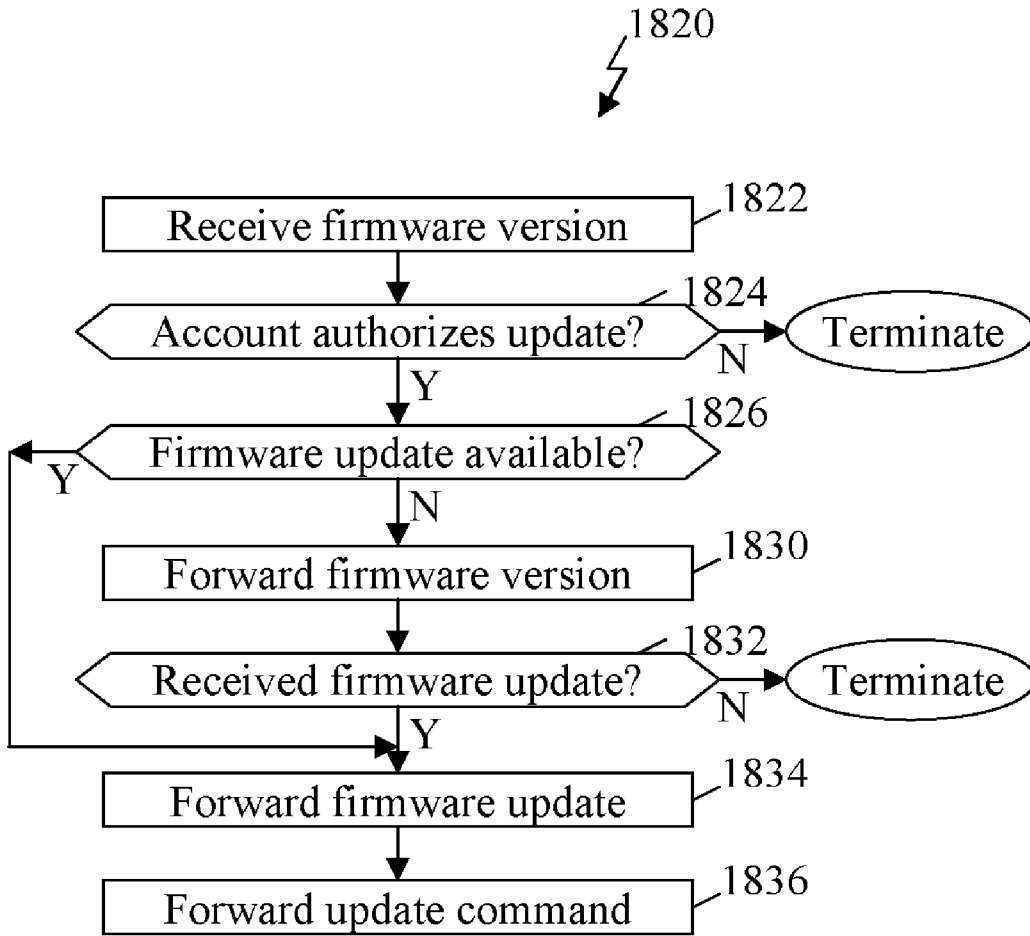 1820
1822
Receive firmware version
1824
Account authorizes update?
N
Terminate
Y
1826
Firmware update available?
Y
N
1830
Forward firmware version
1832
Received firmware update?
N
Terminate
Y
1834
Forward firmware update
1836
Forward update command